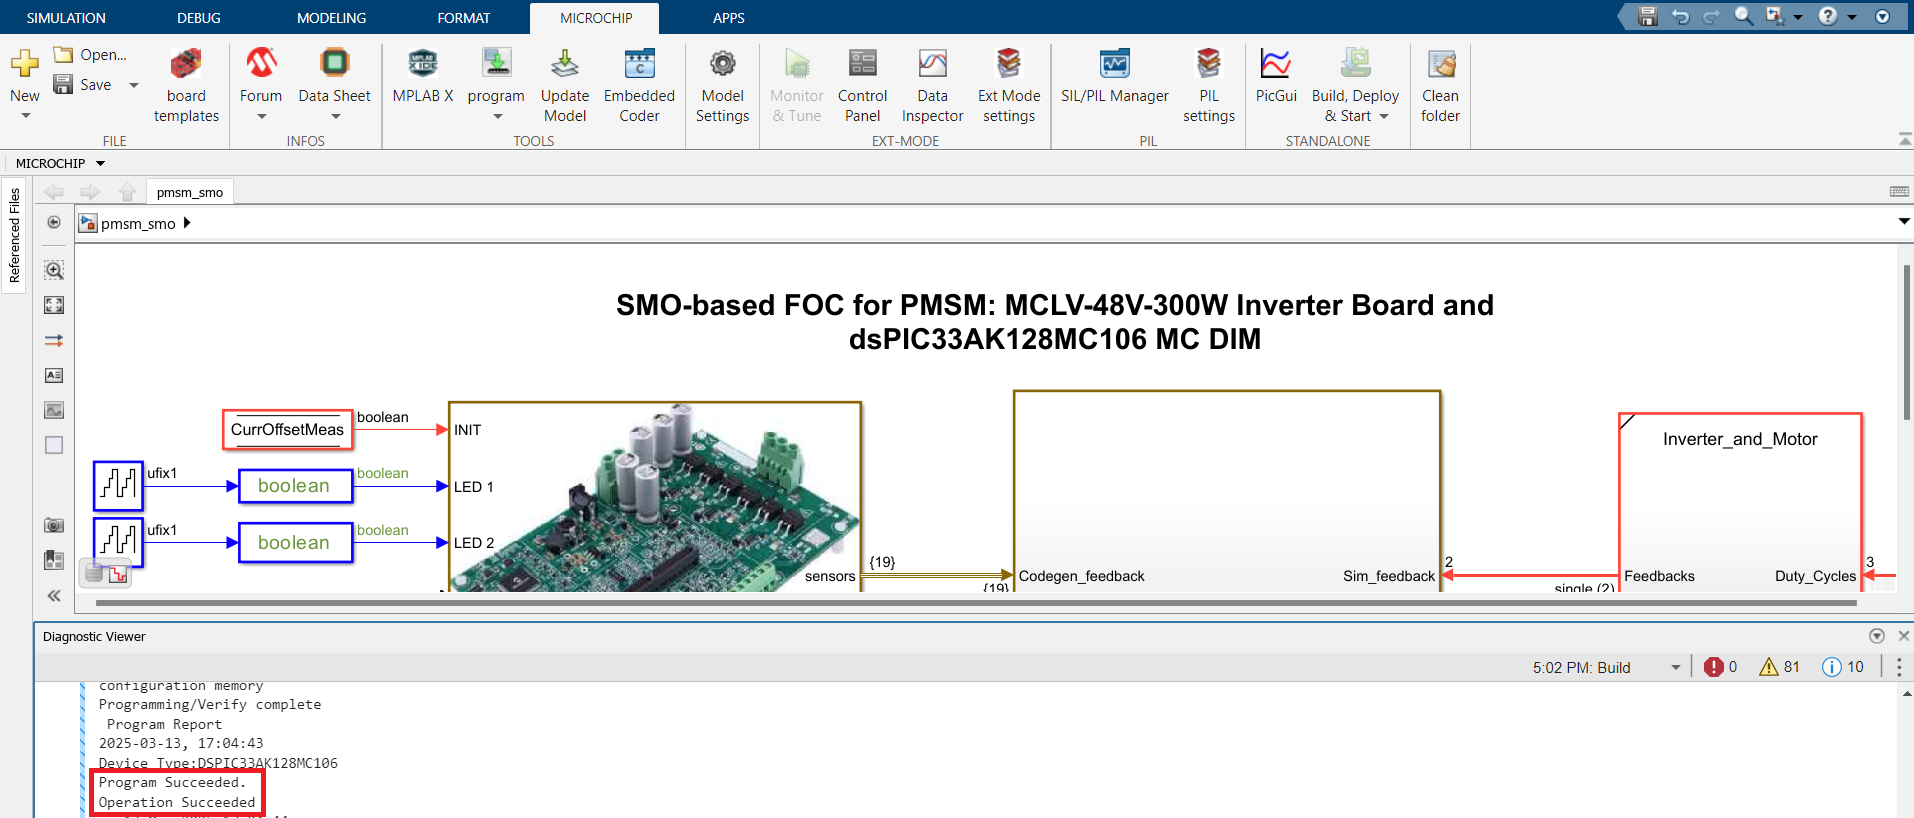 SIMULATION DEBUG MODELING FORMAT MICROCHIP APPS
New
Open...
Save
board
templates
FILE
Forum
Data Sheet
INFOS
MPLAB X
program
Update
Model
Embedded
Coder
TOOLS
Model
Settings
Monitor
& Tune
Control
Panel
Data
Inspector
Ext Mode
settings
EXT-MODE
SIL/PIL Manager
PIL
settings
PIL
PicGui
Build, Deploy
& Start
STANDALONE
Clean
folder
MICROCHIP
Referenced Files
pmsm_smo
pmsm_smo
SMO-based FOC for PMSM: MCLV-48V-300W Inverter Board and
dsPIC33AK128MC106 MC DIM
CurrOffsetMeas
boolean
INIT
ufix1
boolean
boolean
LED 1
ufix1
boolean
boolean
LED 2
sensors
{19}
{19}
Codegen_feedback
Sim_feedback
2
single (2)
Inverter_and_Motor
Feedbacks
Duty_Cycles
3
Diagnostic Viewer
5:02 PM: Build
0
81
10
configuration memory
Programming/Verify complete
Program Report
2025-03-13, 17:04:43
Device Type:DSPIC33AK128MC106
Program Succeeded.
Operation Succeeded